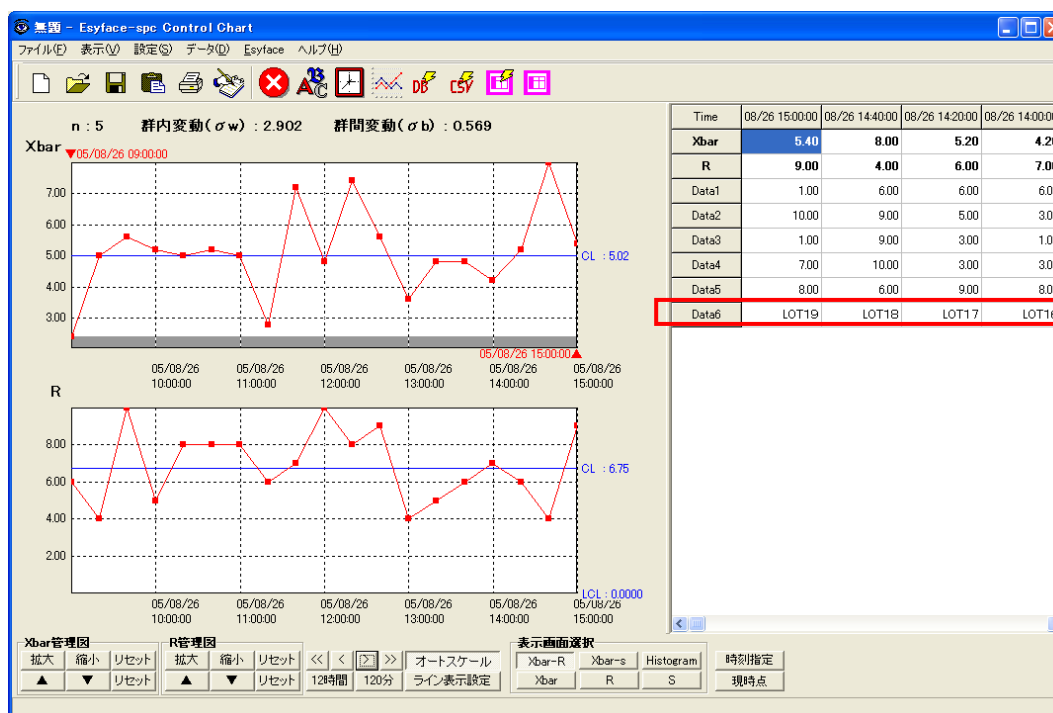 無題 - Esyface-spc Control Chart
ファイル(F) 表示(V) 設定(S) データ(D) Esyface ヘルプ(H)
ABC DB CSV
n : 5 群内変動(σw) : 2.902 群間変動(σb) : 0.569
Xbar
05/08/26 09:00:00
7.00
6.00
5.00
4.00
3.00
CL : 5.02
05/08/26 15:00:00
05/08/26 05/08/26 05/08/26 05/08/26 05/08/26 05/08/26
10:00:00 11:00:00 12:00:00 13:00:00 14:00:00 15:00:00
R
8.00
6.00
4.00
2.00
CL : 6.75
LCL : 0.0000
05/08/26 05/08/26 05/08/26 05/08/26 05/08/26 05/08/26
10:00:00 11:00:00 12:00:00 13:00:00 14:00:00 15:00:00
Time 08/26 15:00:00 08/26 14:40:00 08/26 14:20:00 08/26 14:00:00
Xbar 5.40 8.00 5.20 4.20
R 9.00 4.00 6.00 7.00
Data1 1.00 6.00 6.00 6.0
Data2 10.00 9.00 5.00 3.0
Data3 1.00 9.00 3.00 1.0
Data4 7.00 10.00 3.00 3.0
Data5 8.00 6.00 9.00 8.0
Data6 LOT19 LOT18 LOT17 LOT16
Xbar管理図 R管理図 表示画面選択
拡大 縮小 リセット 拡大 縮小 リセット << < > >> オートスケール Xbar-R Xbar-s Histogram 時刻指定
▲ ▼ リセット ▲ ▼ リセット 12時間 120分 ライン表示設定 Xbar R S 現時点